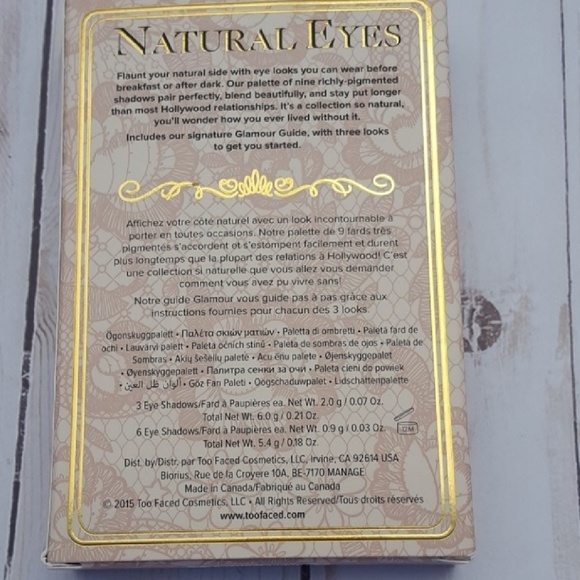 NATURAL EYES
Flaunt your natural side with eye looks you can wear before
breakfast or after dark. Our palette of nine richly-pigmented
shadows pair perfectly, blend beautifully, and stay put longer
than most Hollywood relationships. It's a collection so natural,
you'll wonder how you ever lived without it.
Includes our signature Glamour Guide, with three looks
to get you started.
Affichez votre côté naturel avec un look incontournable à
porter en toutes occasions. Notre palette de 9 fards très
pigmentés s'accordent et s'estompent facilement et durent
plus longtemps que la plupart des relations à Hollywood! C'est
une collection si naturelle que vous allez vous demander
comment vous avez pu vivre sans!
Notre guide Glamour vous guide pas à pas grâce aux
instructions fournies pour chacun des 3 looks.
Ögonskuggpalett • Παλέτα σκιών ματιών • Paletta di ombretti • Paleta fard de
ochi • Lauvärvi palett • Paleta očních stínů • Paleta de sombras de ojos • Paleta de
Sombras • Akių šešėlių paletė • Acu ēnu palete • Øjenskyggepalet
• Øyenskyggepalett • Палитра сенки за очи • Paleta cieni do powiek
• ألوان ظل العين • Göz Farı Paleti • Oogschaduwpalet • Lidschattenpalette
3 Eye Shadows/Fard à Paupières ea. Net Wt. 2.0 g / 0.07 Oz.
Total Net Wt. 6.0 g / 0.21 Oz.
6 Eye Shadows/Fard à Paupières ea. Net Wt. 0.9 g / 0.03 Oz.
Total Net Wt. 5.4 g / 0.18 Oz.
Dist. by/Distr. par Too Faced Cosmetics, LLC, Irvine, CA 92614 USA
Biorius, Rue de la Croyere 10A, BE-7170 MANAGE
Made in Canada/Fabriqué au Canada
© 2015 Too Faced Cosmetics, LLC • All Rights Reserved/Tous droits réservés
www.toofaced.com